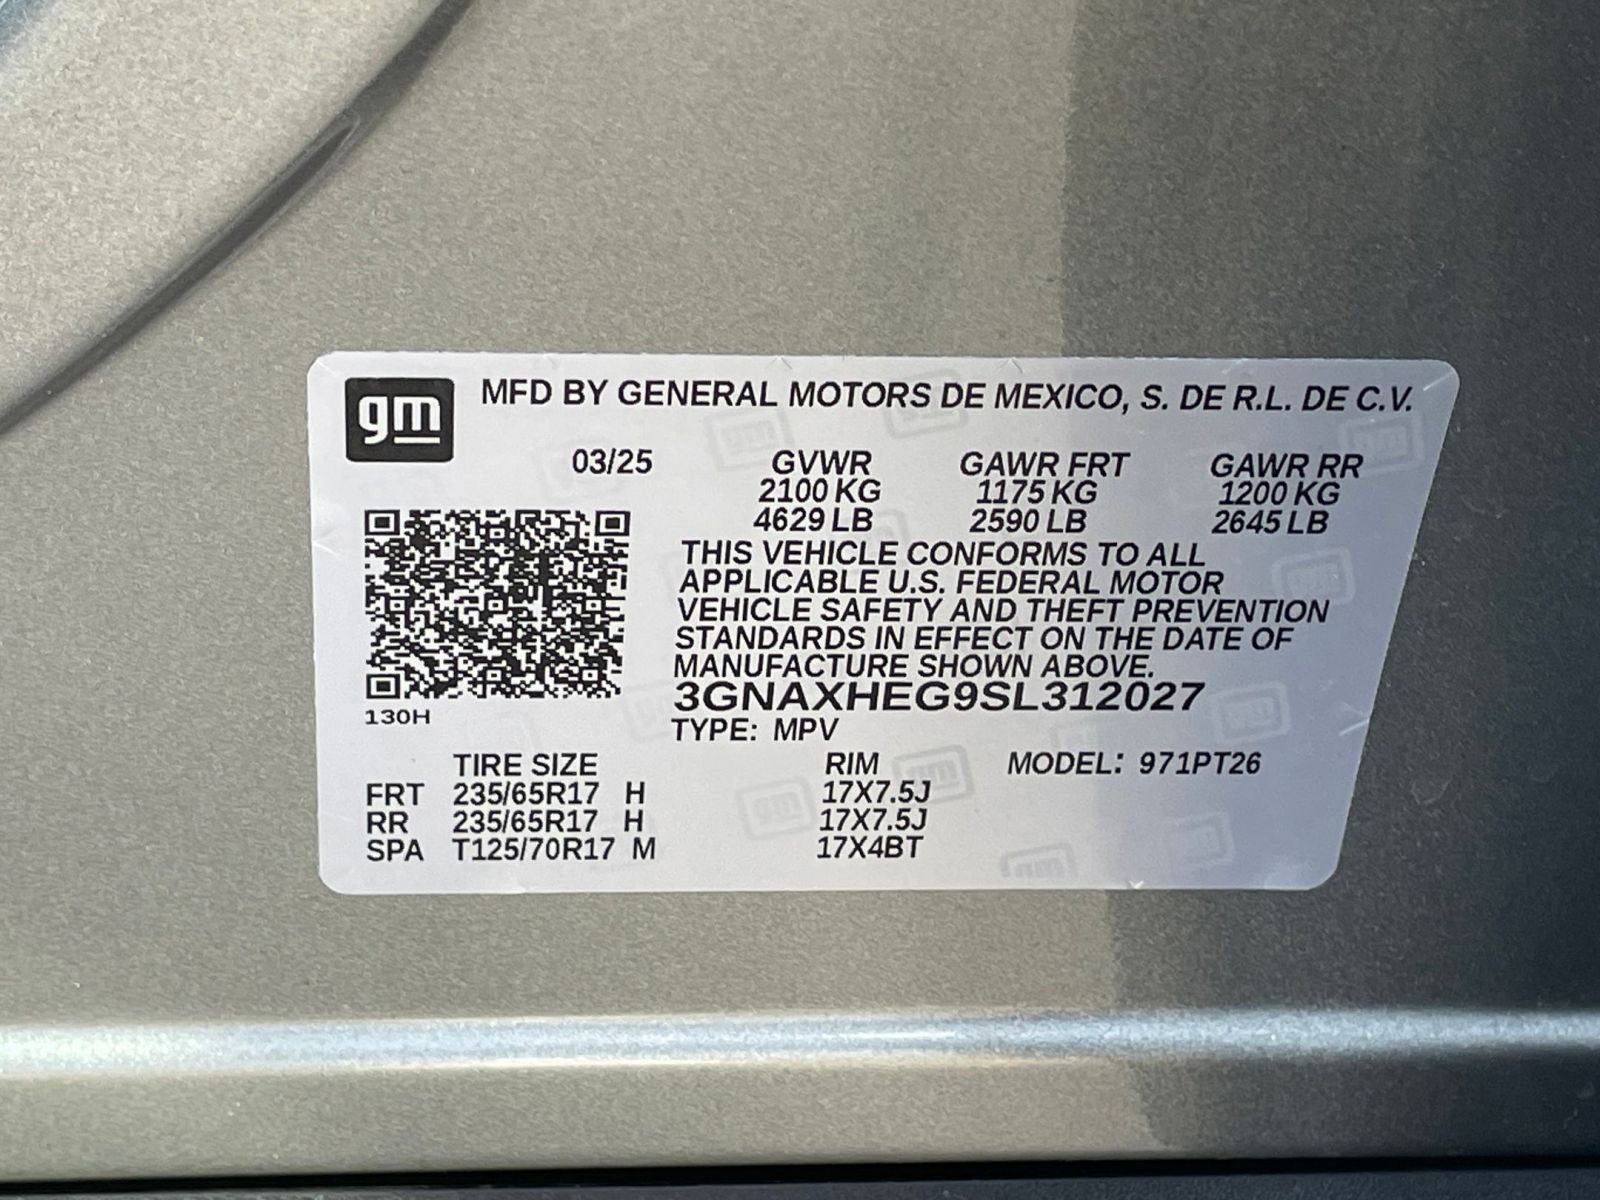 gm
MFD BY GENERAL MOTORS DE MEXICO, S. DE R.L. DE C.V.
03/25 GVWR GAWR FRT GAWR RR
2100 KG 1175 KG 1200 KG
4629 LB 2590 LB 2645 LB
THIS VEHICLE CONFORMS TO ALL
APPLICABLE U.S. FEDERAL MOTOR
VEHICLE SAFETY AND THEFT PREVENTION
STANDARDS IN EFFECT ON THE DATE OF
MANUFACTURE SHOWN ABOVE.
3GNAXHEG9SL312027
130H
TYPE: MPV
TIRE SIZE RIM MODEL: 971PT26
FRT 235/65R17 H 17X7.5J
RR 235/65R17 H 17X7.5J
SPA T125/70R17 M 17X4BT